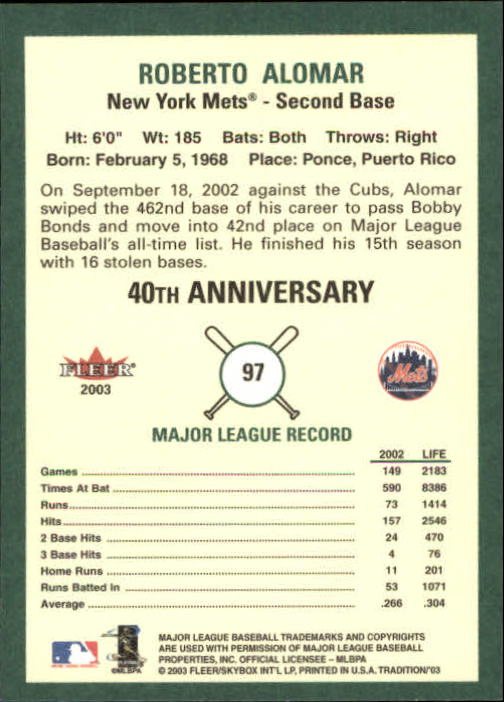 ROBERTO ALOMAR
New York Mets® - Second Base
Ht: 6'0" Wt: 185 Bats: Both Throws: Right
Born: February 5, 1968 Place: Ponce, Puerto Rico
On September 18, 2002 against the Cubs, Alomar
swiped the 462nd base of his career to pass Bobby
Bonds and move into 42nd place on Major League
Baseball's all-time list. He finished his 15th season
with 16 stolen bases.
40TH ANNIVERSARY
FLEER®
2003
97
Mets
MAJOR LEAGUE RECORD
2002 LIFE
Games 149 2183
Times At Bat 590 8386
Runs 73 1414
Hits 157 2546
2 Base Hits 24 470
3 Base Hits 4 76
Home Runs 11 201
Runs Batted In 53 1071
Average .266 .304
©MLBPA
MAJOR LEAGUE BASEBALL TRADEMARKS AND COPYRIGHTS
ARE USED WITH PERMISSION OF MAJOR LEAGUE BASEBALL
PROPERTIES, INC. OFFICIAL LICENSEE – MLBPA
© 2003 FLEER/SKYBOX INT'L LP, PRINTED IN U.S.A. TRADITION/'03